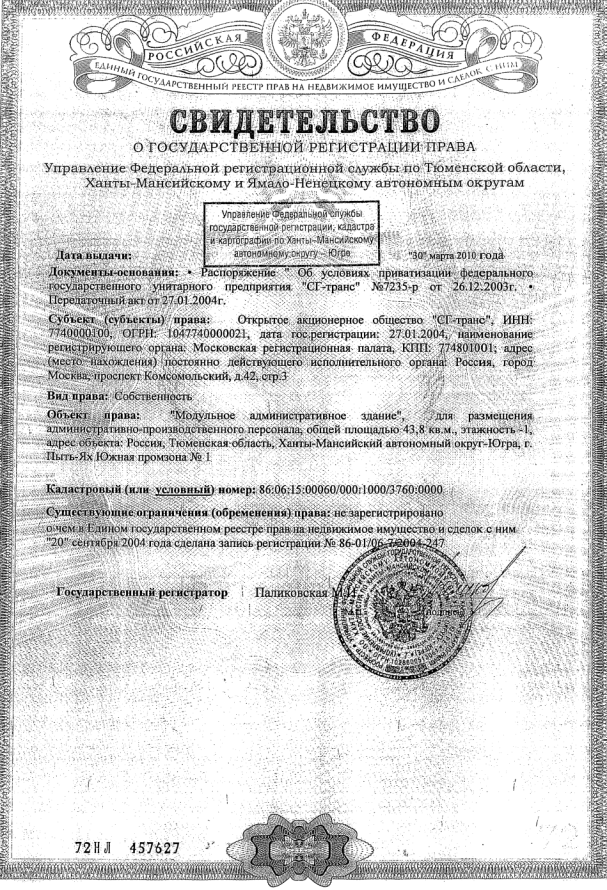 РОССИЙСКАЯ ФЕДЕРАЦИЯ
ЕДИНЫЙ ГОСУДАРСТВЕННЫЙ РЕЕСТР ПРАВ НА НЕДВИЖИМОЕ ИМУЩЕСТВО И СДЕЛОК С НИМ
СВИДЕТЕЛЬСТВО
О ГОСУДАРСТВЕННОЙ РЕГИСТРАЦИИ ПРАВА
Управление Федеральной регистрационной службы по Тюменской области,
Ханты-Мансийскому и Ямало-Ненецкому автономным округам
Управление Федеральной службы
государственной регистрации, кадастра
и картографии по Ханты-Мансийскому
автономному округу – Югре
Дата выдачи: "30" марта 2010 года
Документы-основания: • Распоряжение " Об условиях приватизации федерального
государственного унитарного предприятия "СГ-транс" №7235-р от 26.12.2003г. •
Передаточный акт от 27.01.2004г.
Субъект (субъекты) права: Открытое акционерное общество "СГ-транс", ИНН:
7740000100, ОГРН: 1047740000021, дата гос.регистрации: 27.01.2004, наименование
регистрирующего органа: Московская регистрационная палата, КПП: 774801001; адрес
(место нахождения) постоянно действующего исполнительного органа: Россия, город
Москва, проспект Комсомольский, д.42, стр.3
Вид права: Собственность
Объект права: "Модульное административное здание", для размещения
административно-производственного персонала, общей площадью 43,8 кв.м., этажность -1,
адрес объекта: Россия, Тюменская область, Ханты-Мансийский автономный округ-Югра, г.
Пыть-Ях Южная промзона № 1
Кадастровый (или условный) номер: 86:06:15:00060/000:1000/3760:0000
Существующие ограничения (обременения) права: не зарегистрировано
о чем в Едином государственном реестре прав на недвижимое имущество и сделок с ним
"20" сентября 2004 года сделана запись регистрации № 86-01/06-7/2004-247
Государственный регистратор Паликовская М.
72НЛ 457627